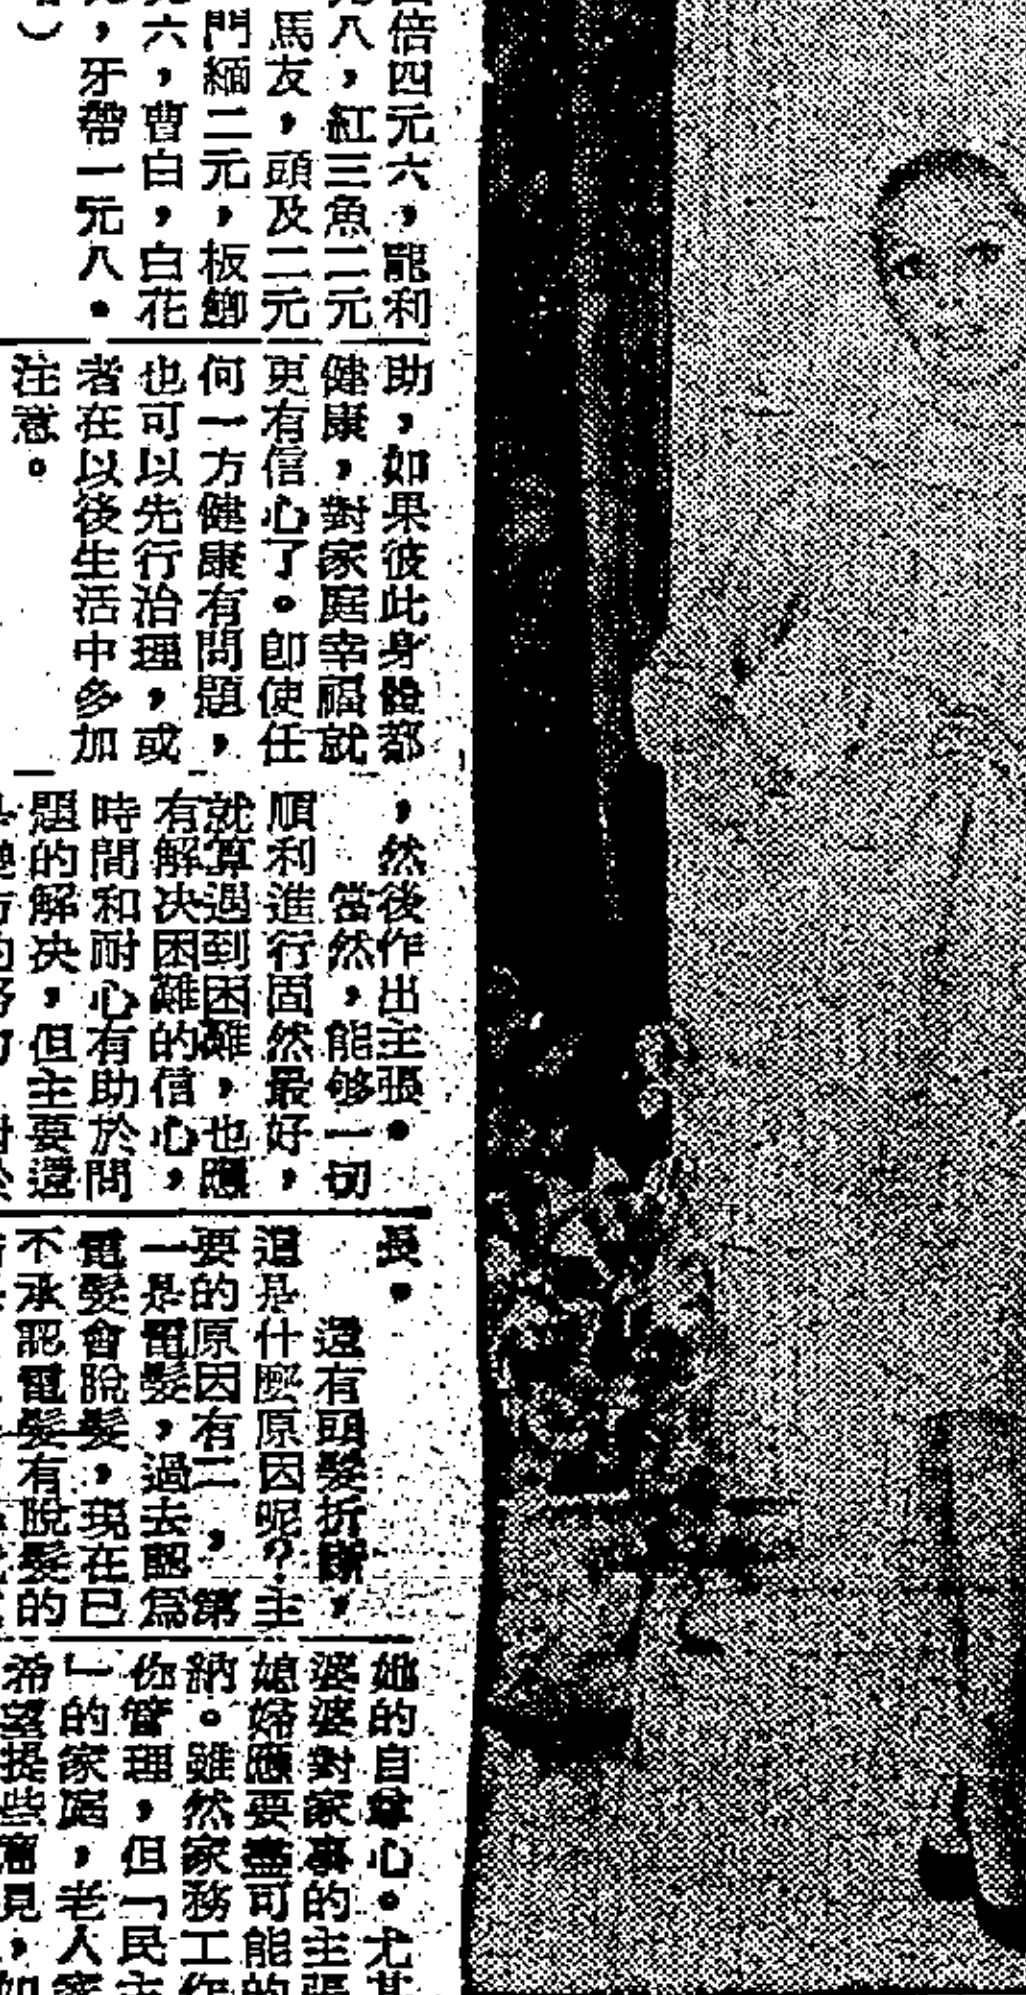 倍四元六，龍利
八，紅三魚二元
馬友，頭及二元
門緬二元，板鰂
六，曹白，白花
，牙帶一元八。
）
助，如果彼此身體都
健康，對家庭幸福就
更有信心了。即使任
何一方健康有問題，
也可以先行治理，或
者在以後生活中多加
注意。
，然後作出主張。
當然，能够一切
順利進行固然最好，
就算遇到困難，也應
有解决困難的信心，
時間和耐心有助於問
題的解决，但主要還
長。
還有頭髮折斷，
這是什麽原因呢？主
要的原因有二，第
一是電髮，過去認爲
電髮會脫髮，現在已
不承認電髮有脫髮的
她的自尊心。尤其
婆婆對家事的主張
媳婦應要盡可能的
納。雖然家務工作
你管理，但「民主
」的家庭，老人家
希望提些意見，如